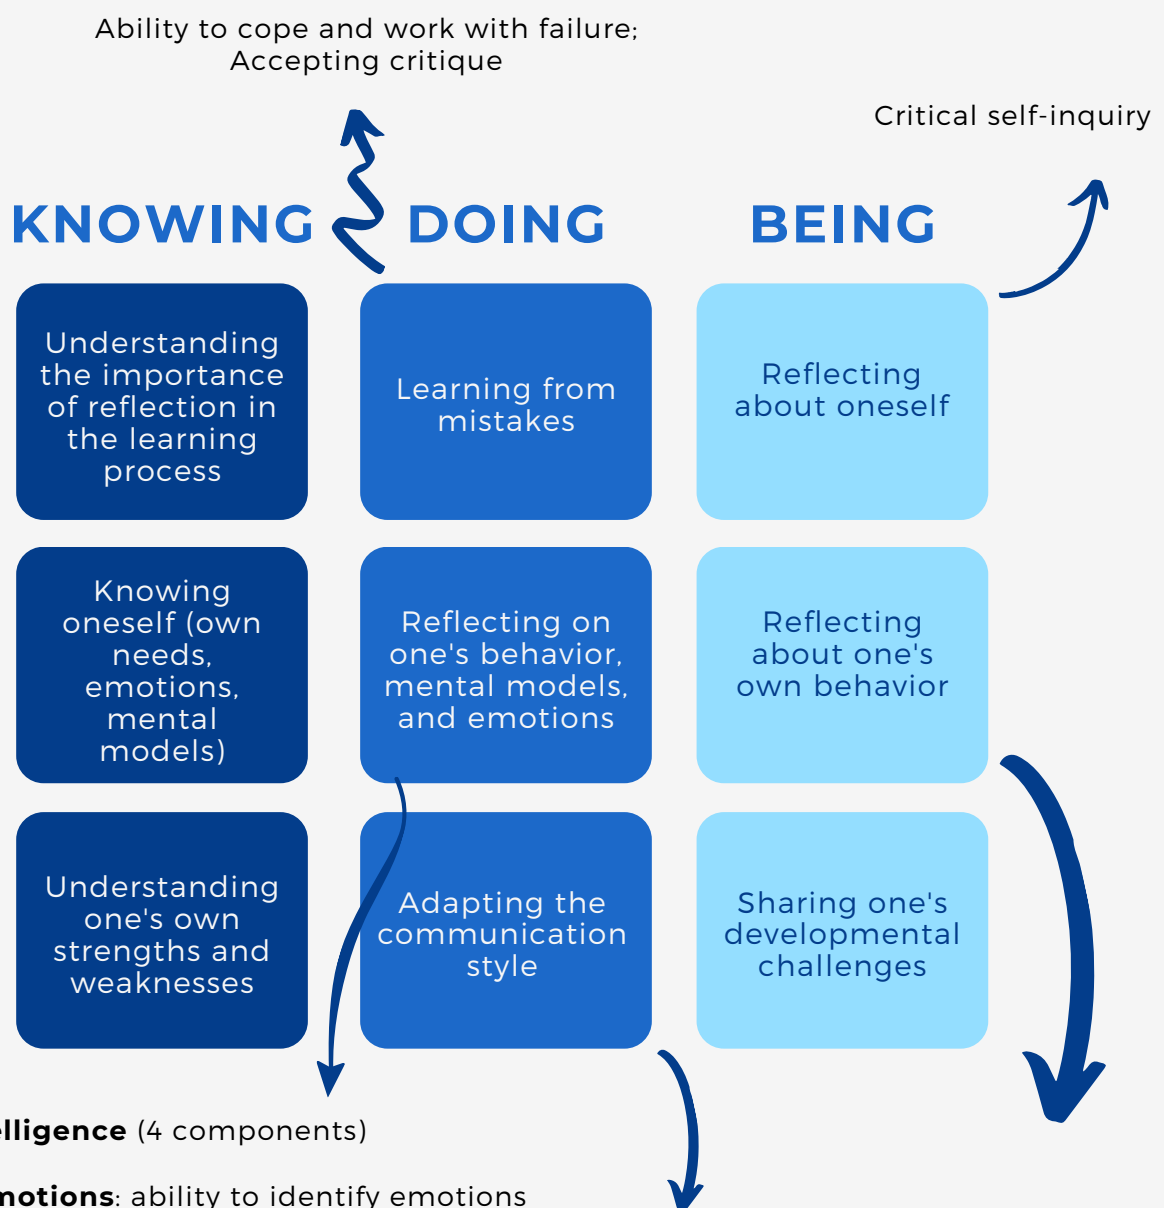 Ability to cope and work with failure;
Accepting critique
Critical self-inquiry
KNOWING
DOING
BEING
Understanding
the importance
of reflection in
the learning
process
Learning from
mistakes
Reflecting
about oneself
Knowing
oneself (own
needs,
emotions,
mental
models)
Reflecting on
one's behavior,
mental models,
and emotions
Reflecting
about one's
own behavior
Understanding
one's own
strengths and
weaknesses
Adapting the
communication
style
Sharing one's
developmental
challenges
(4 components)
: ability to identify emotions